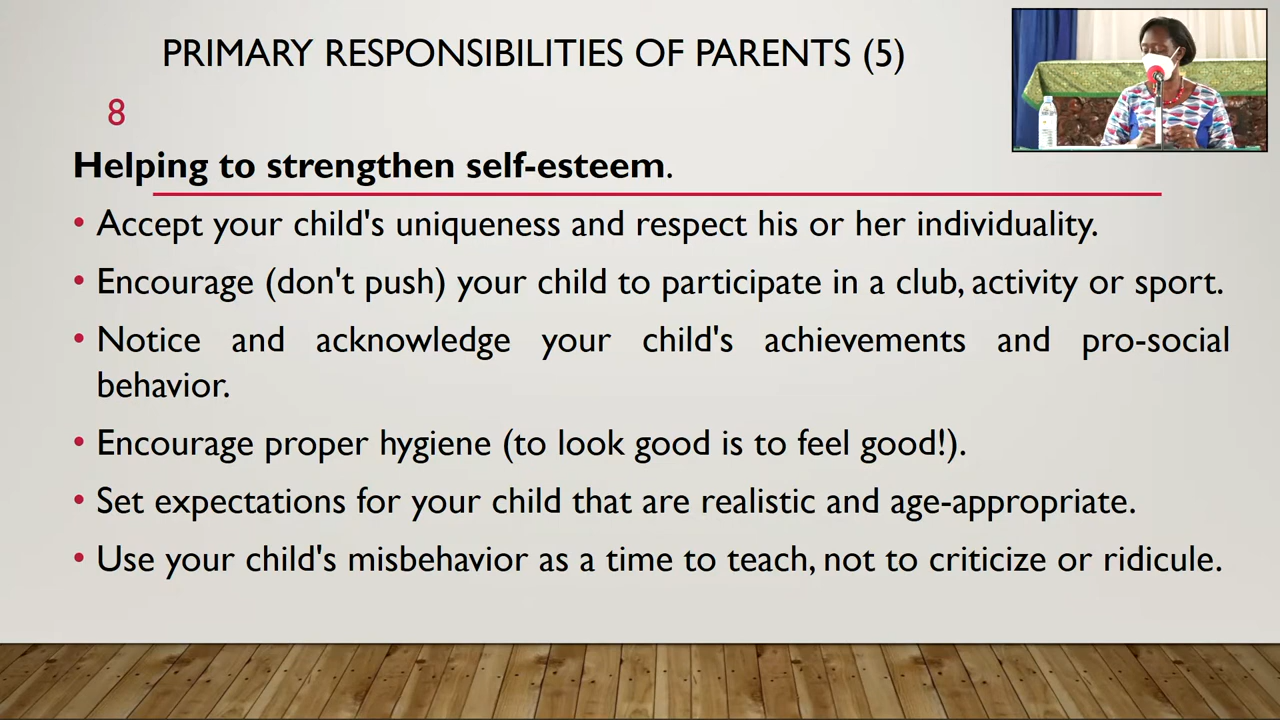 PRIMARY RESPONSIBILITIES OF PARENTS (5)
8
Helping to strengthen self-esteem.
• Accept your child's uniqueness and respect his or her individuality.
• Encourage (don't push) your child to participate in a club, activity or sport.
• Notice and acknowledge your child's achievements and pro-social
behavior.
• Encourage proper hygiene (to look good is to feel good!).
• Set expectations for your child that are realistic and age-appropriate.
• Use your child's misbehavior as a time to teach, not to criticize or ridicule.